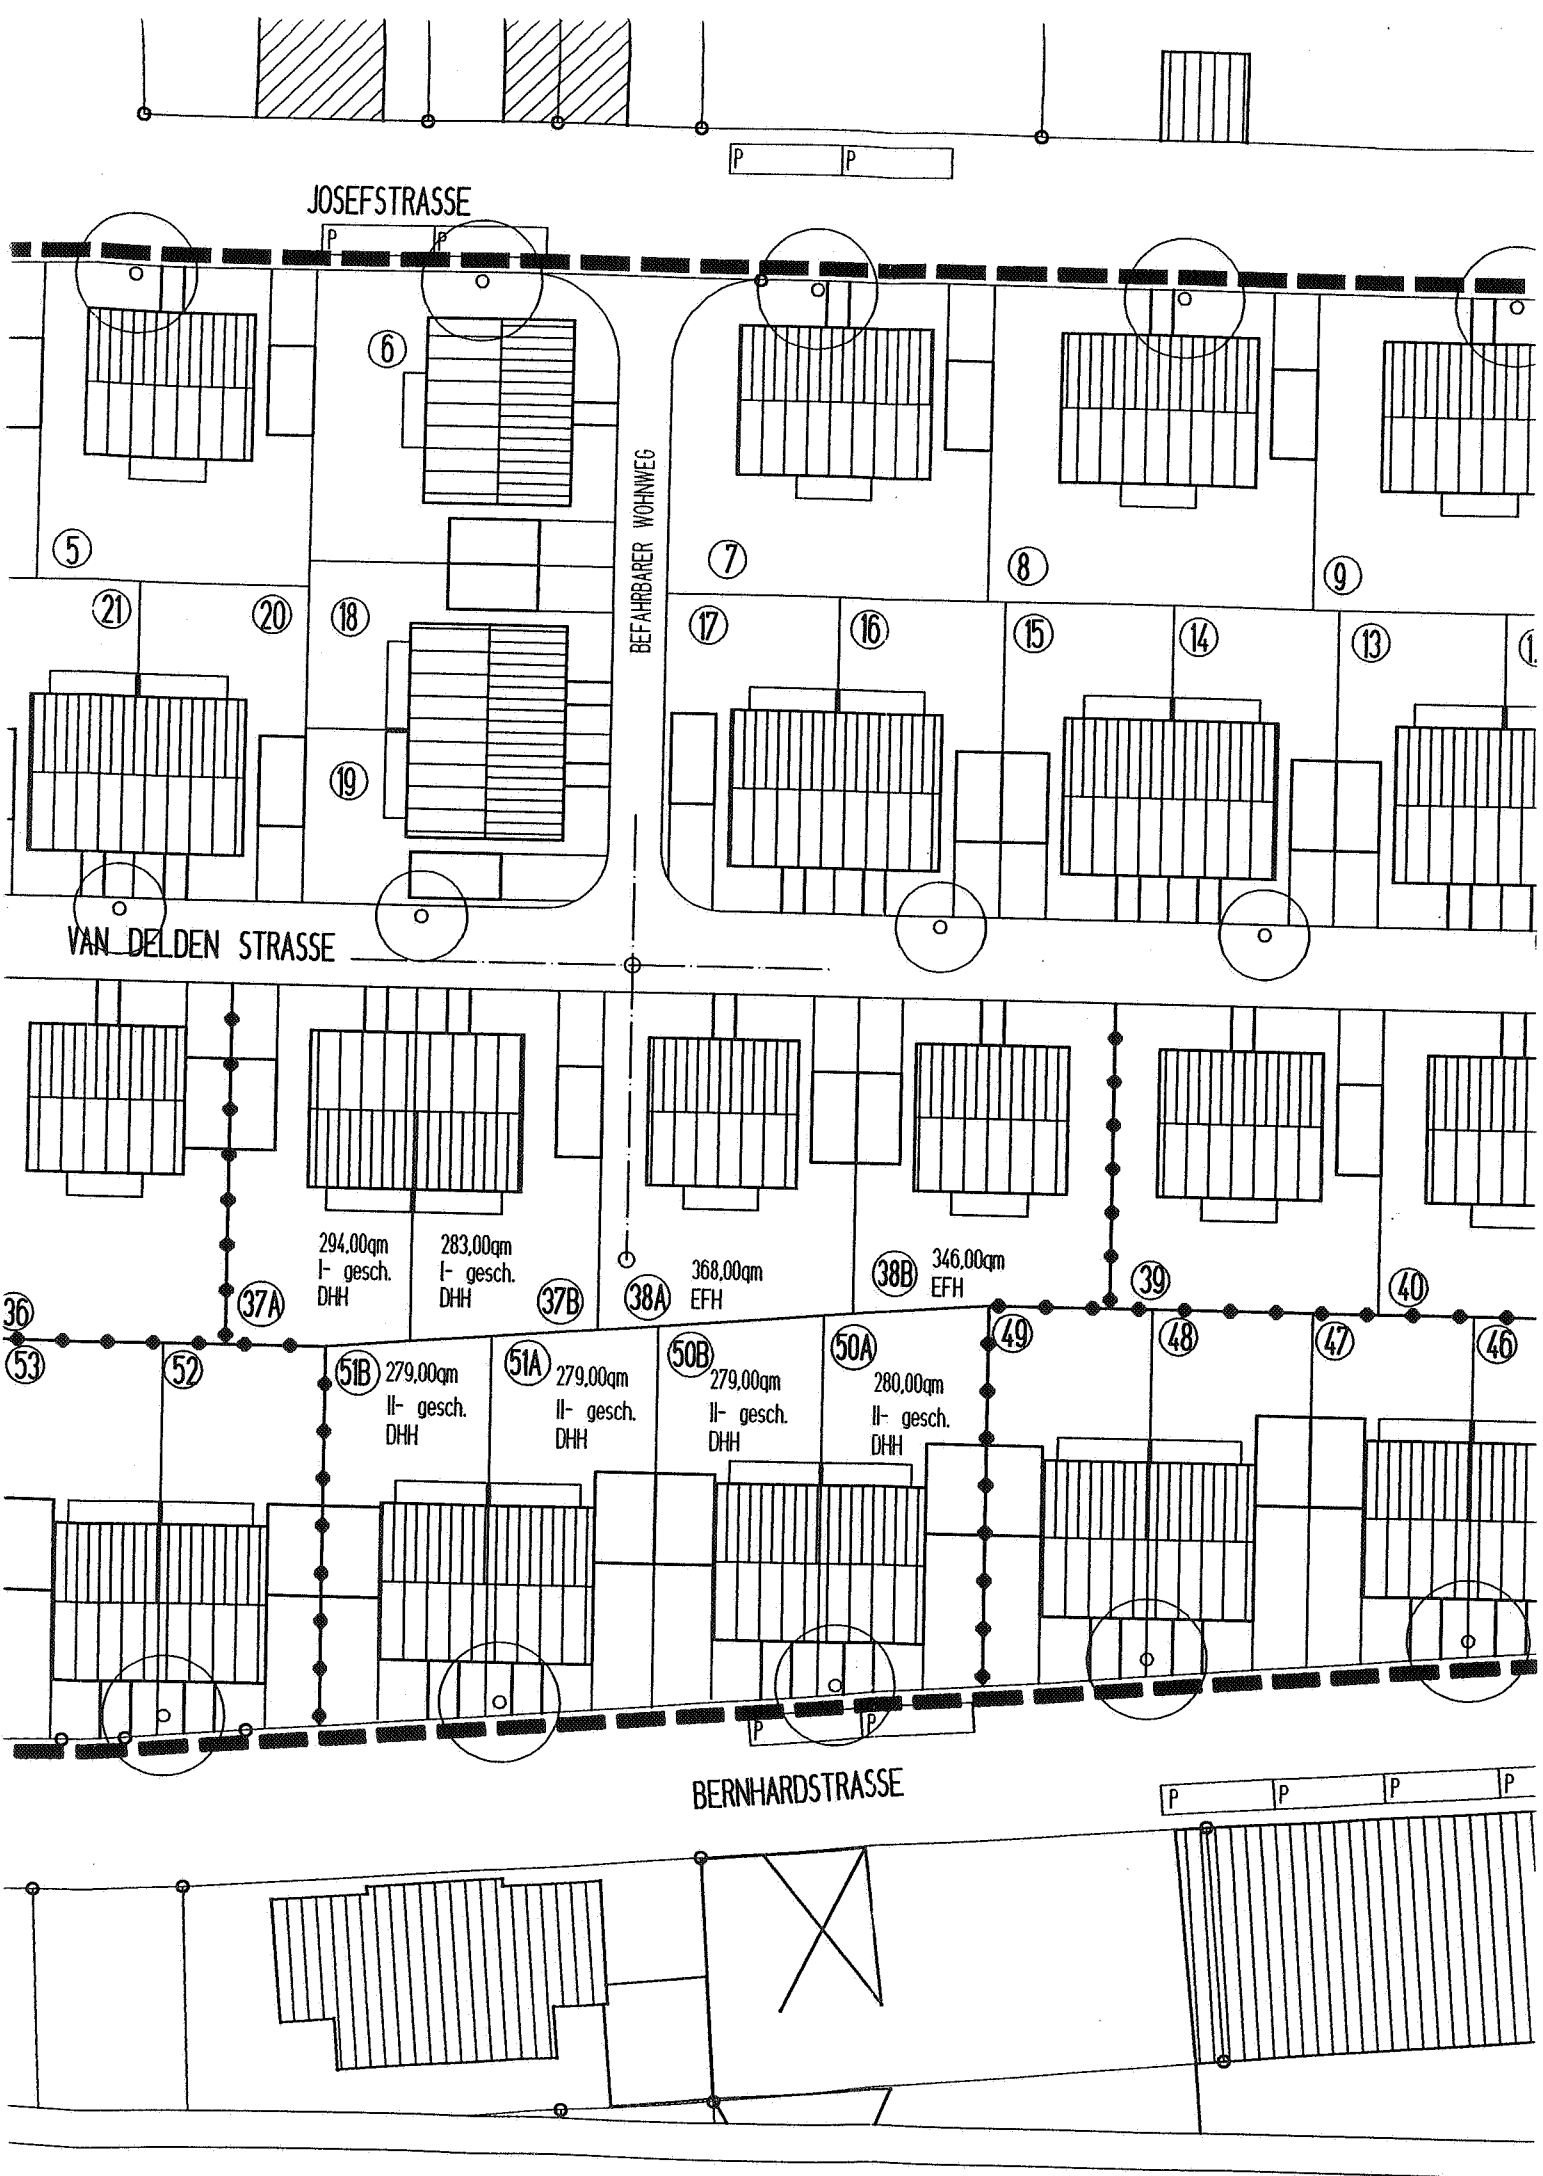 P
P
JOSEFSTRASSE
P
P
6
BEFAHRBARER WOHNWEG
5
7
8
9
21
20
18
17
16
15
14
13
19
VAN DELDEN STRASSE
294,00qm
I- gesch.
DHH
283,00qm
I- gesch.
DHH
37A
37B
38A
368,00qm
EFH
38B
346,00qm
EFH
39
40
36
53
52
51B
279,00qm
II- gesch.
DHH
51A
279,00qm
II- gesch.
DHH
50B
279,00qm
II- gesch.
DHH
50A
280,00qm
II- gesch.
DHH
49
48
47
46
P
P
BERNHARDSTRASSE
P
P
P
P